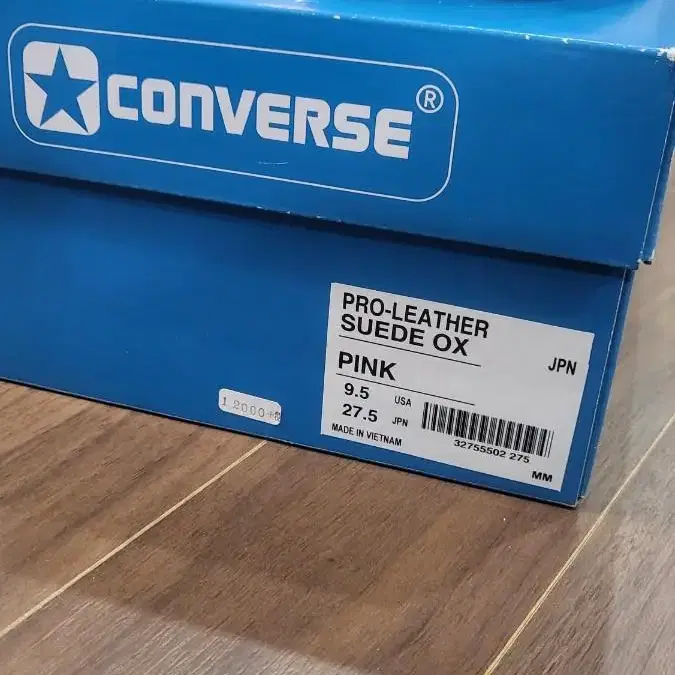 CONVERSE®
PRO-LEATHER
SUEDE OX
JPN
PINK
9.5 USA
27.5 JPN
MADE IN VIETNAM
32755502 275
MM